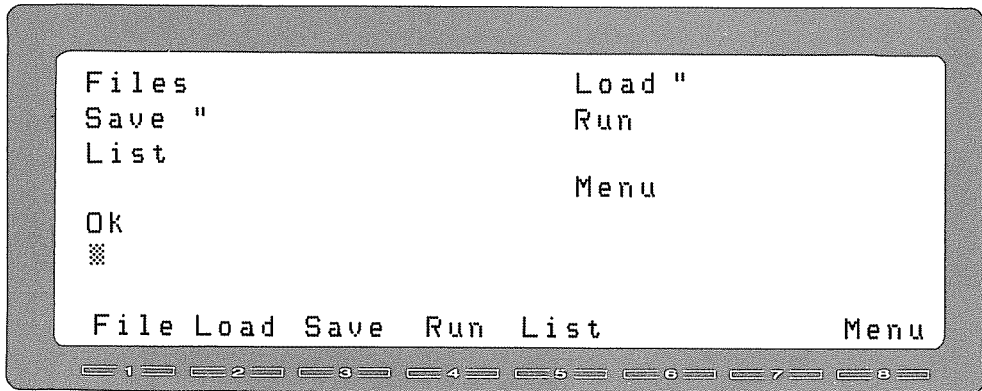 Files Load "
Save " Run
List
Menu
Ok
File Load Save Run List Menu
1 2 3 4 5 6 7 8